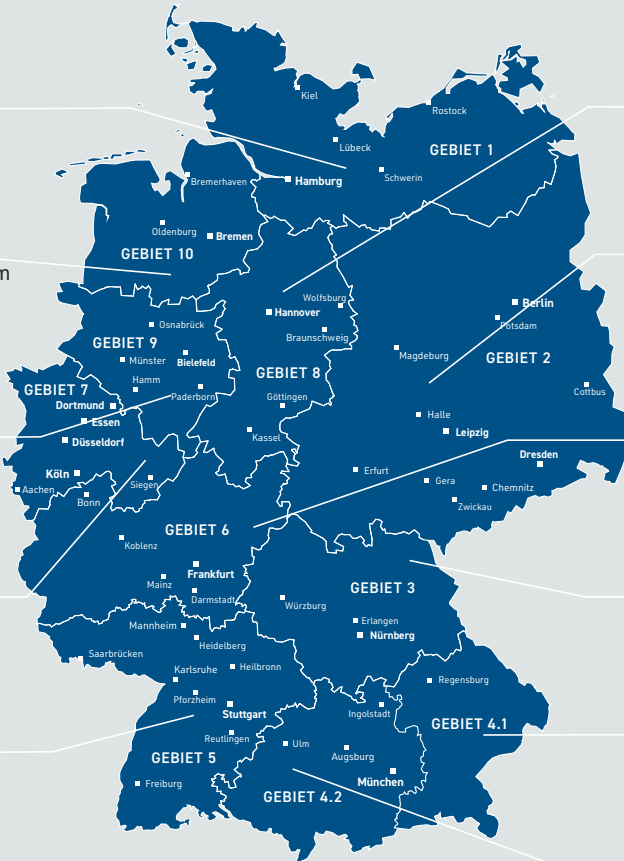 Kiel
Rostock
Lübeck
GEBIET 1
Schwerin
Bremerhaven
Hamburg
Oldenburg
Bremen
GEBIET 10
m
Wolfsburg
Hannover
Berlin
Potsdam
Osnabrück
Braunschweig
GEBIET 9
Magdeburg
GEBIET 2
Münster
Bielefeld
GEBIET 8
Hamm
GEBIET 7
Paderborn
Göttingen
Cottbus
Dortmund
Halle
Essen
Leipzig
Düsseldorf
Kassel
Dresden
Köln
Erfurt
Gera
Siegen
Chemnitz
Aachen
Bonn
Zwickau
GEBIET 6
Koblenz
Frankfurt
Mainz
GEBIET 3
Darmstadt
Würzburg
Erlangen
Mannheim
Nürnberg
Heidelberg
Saarbrücken
Karlsruhe
Heilbronn
Regensburg
Pforzheim
Stuttgart
Ingolstadt
GEBIET 4.1
Reutlingen
Ulm
GEBIET 5
Augsburg
Freiburg
München
GEBIET 4.2